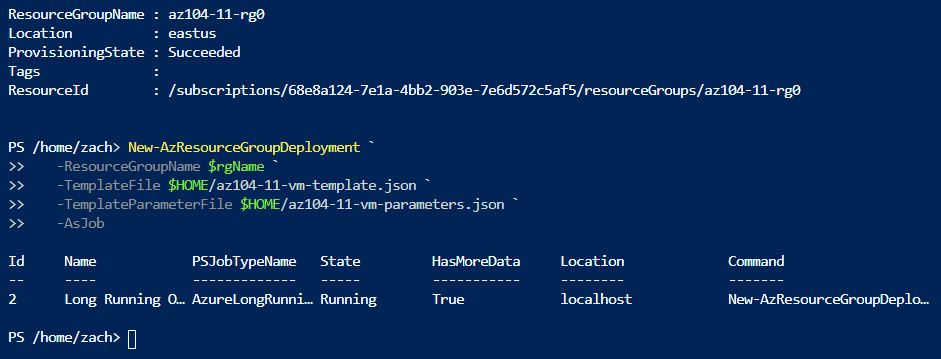 ResourceGroupName : az104-11-rg0
Location          : eastus
ProvisioningState : Succeeded
Tags              :
ResourceId        : /subscriptions/68e8a124-7e1a-4bb2-903e-7e6d572c5af5/resourceGroups/az104-11-rg0
PS /home/zach> New-AzResourceGroupDeployment `
>>    -ResourceGroupName $rgName `
>>    -TemplateFile $HOME/az104-11-vm-template.json `
>>    -TemplateParameterFile $HOME/az104-11-vm-parameters.json `
>>    -AsJob
Id     Name            PSJobTypeName   State         HasMoreData     Location             Command
--     ----            -------------   -----         -----------     --------             -------
2      Long Running O… AzureLongRunni… Running       True            localhost            New-AzResourceGroupDeplo…
PS /home/zach>